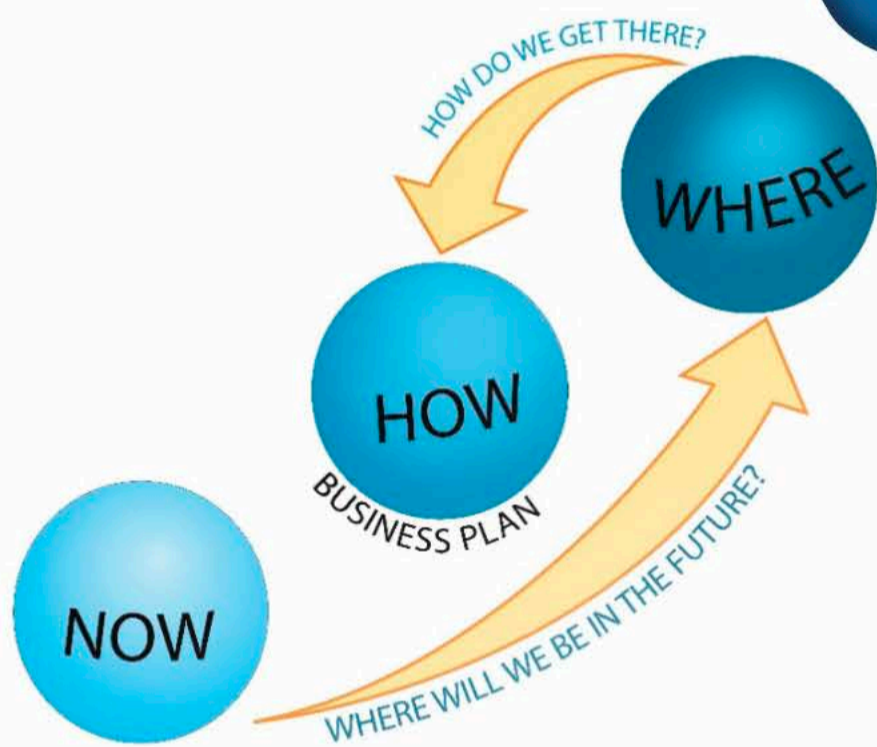 HOW DO WE GET THERE?
WHERE
HOW
BUSINESS PLAN
NOW
WHERE WILL WE BE IN THE FUTURE?